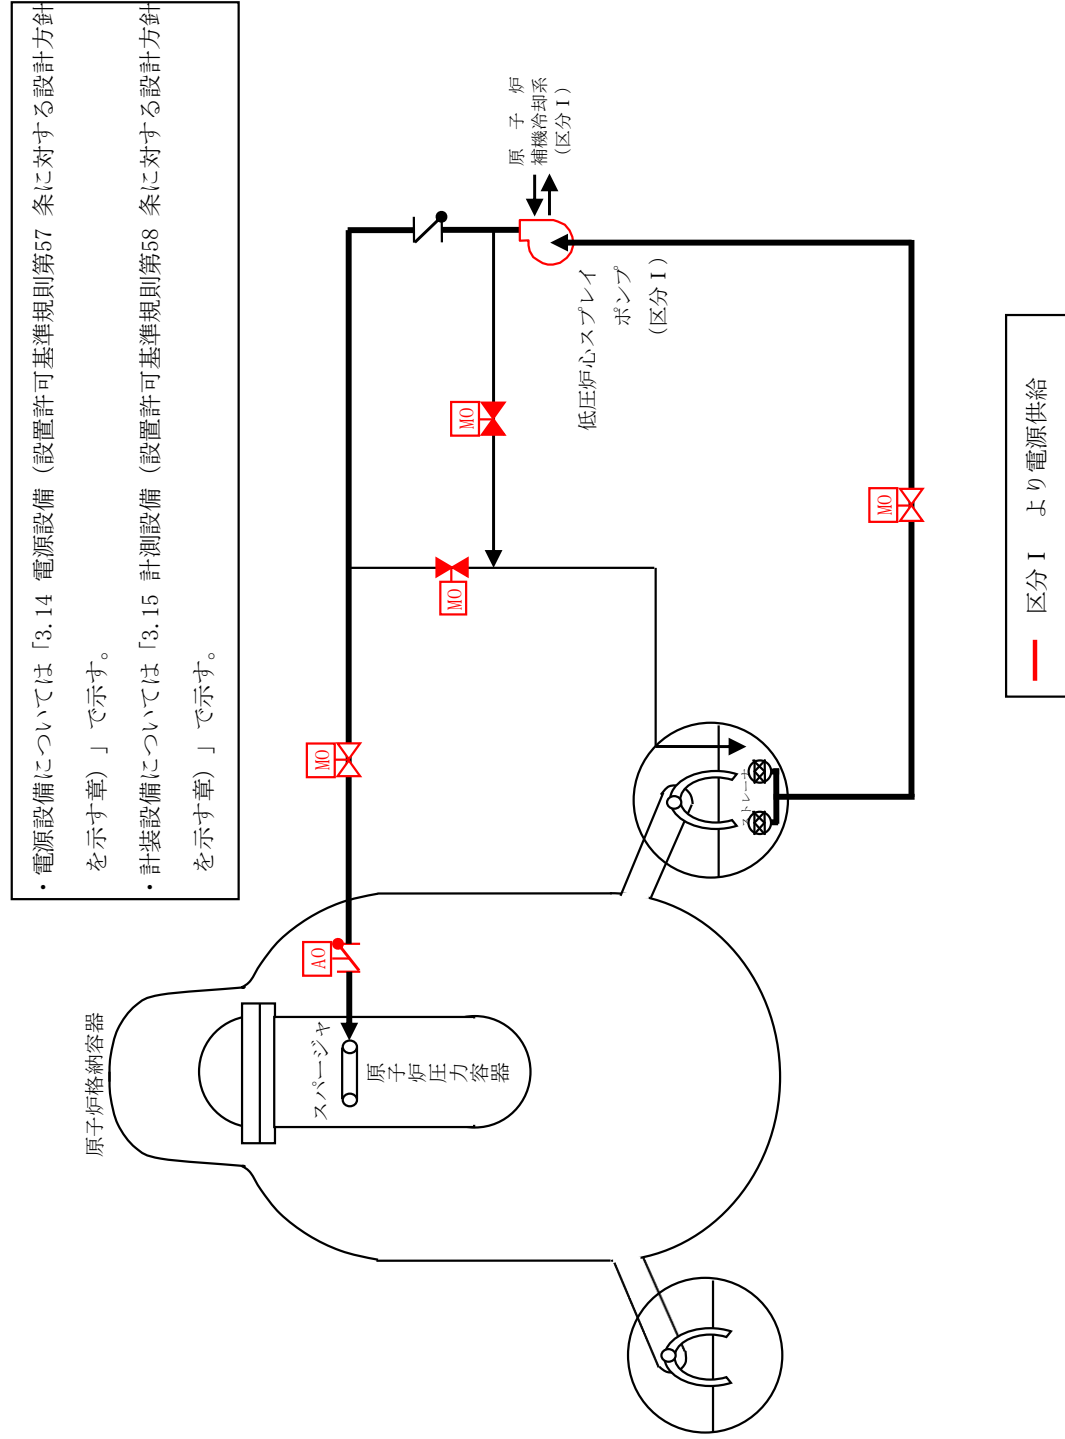 ・電源設備については「3.14 電源設備（設置許可基準規則第57 条に対する設計方針
を示す章）」で示す。
・計装設備については「3.15 計測設備（設置許可基準規則第58 条に対する設計方針
を示す章）」で示す。
原子炉格納容器
スパージャ
原子炉圧力容器
AO
MO
MO
MO
MO
ストレーナ
原 子 炉
補機冷却系
(区分Ⅰ)
低圧炉心スプレイ
ポンプ
(区分Ⅰ)
区分Ⅰ より電源供給